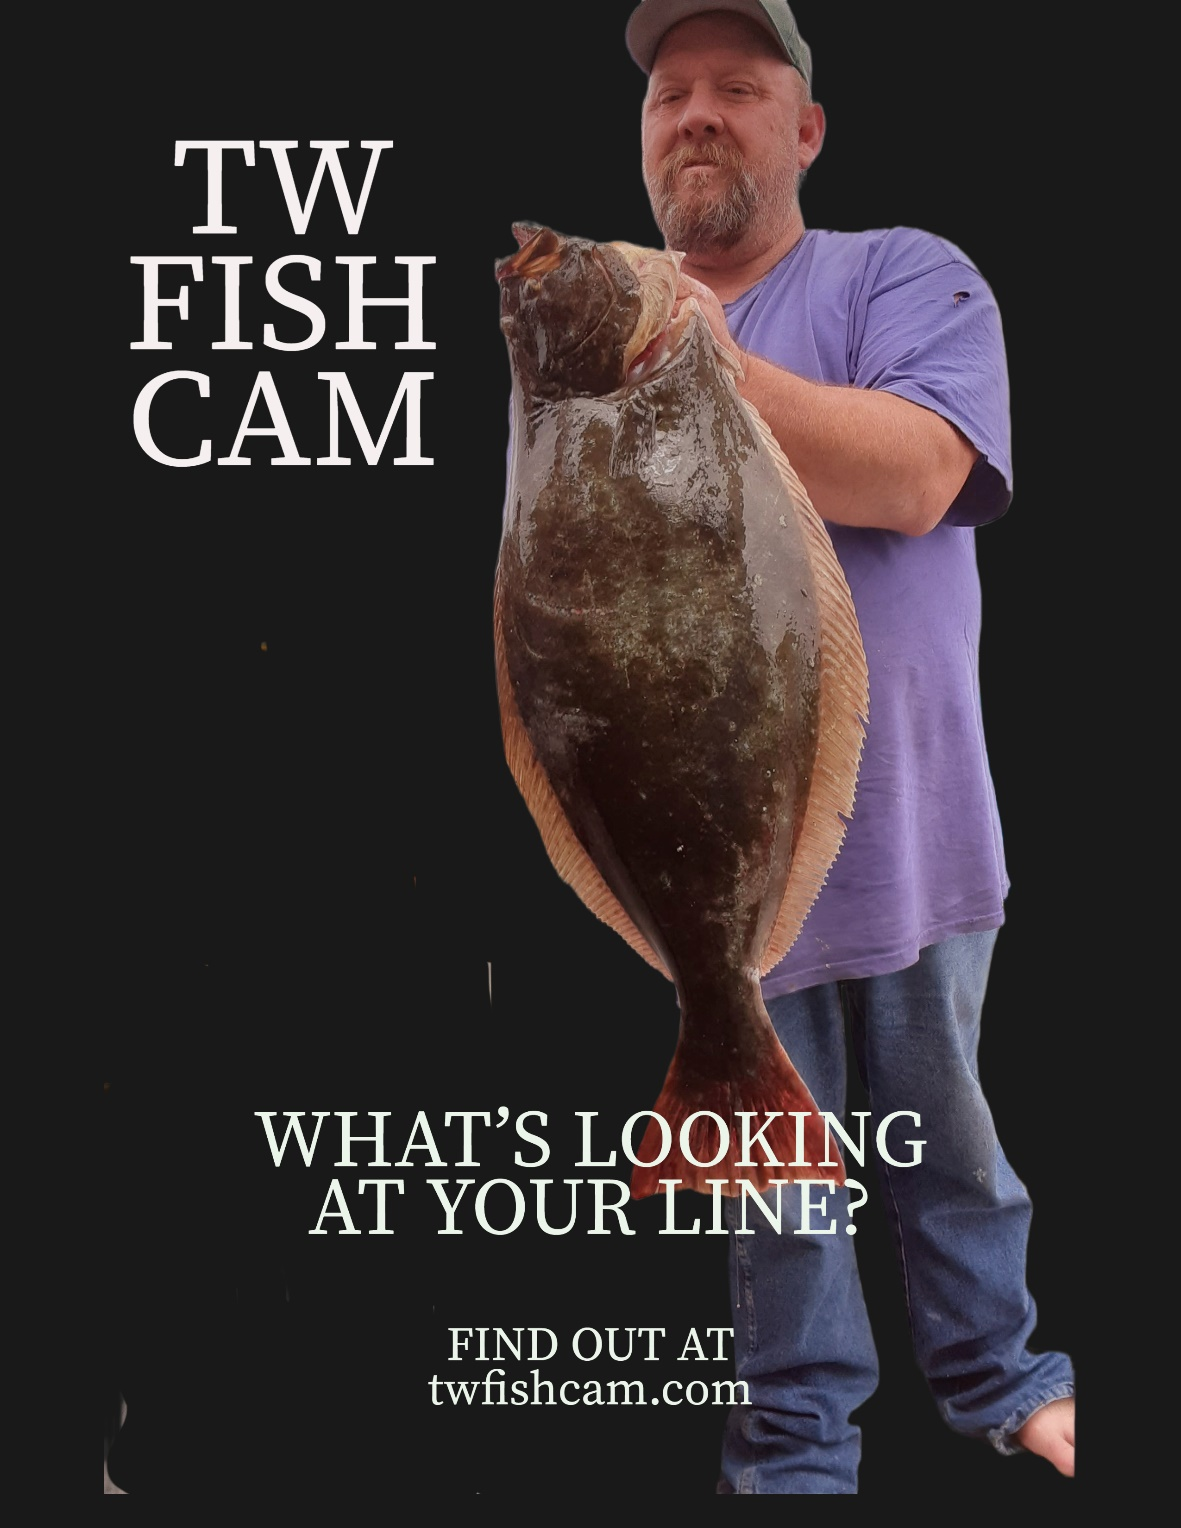 TW
FISH
CAM
WHAT’S LOOKING
AT YOUR LINE?
FIND OUT AT
twfishcam.com